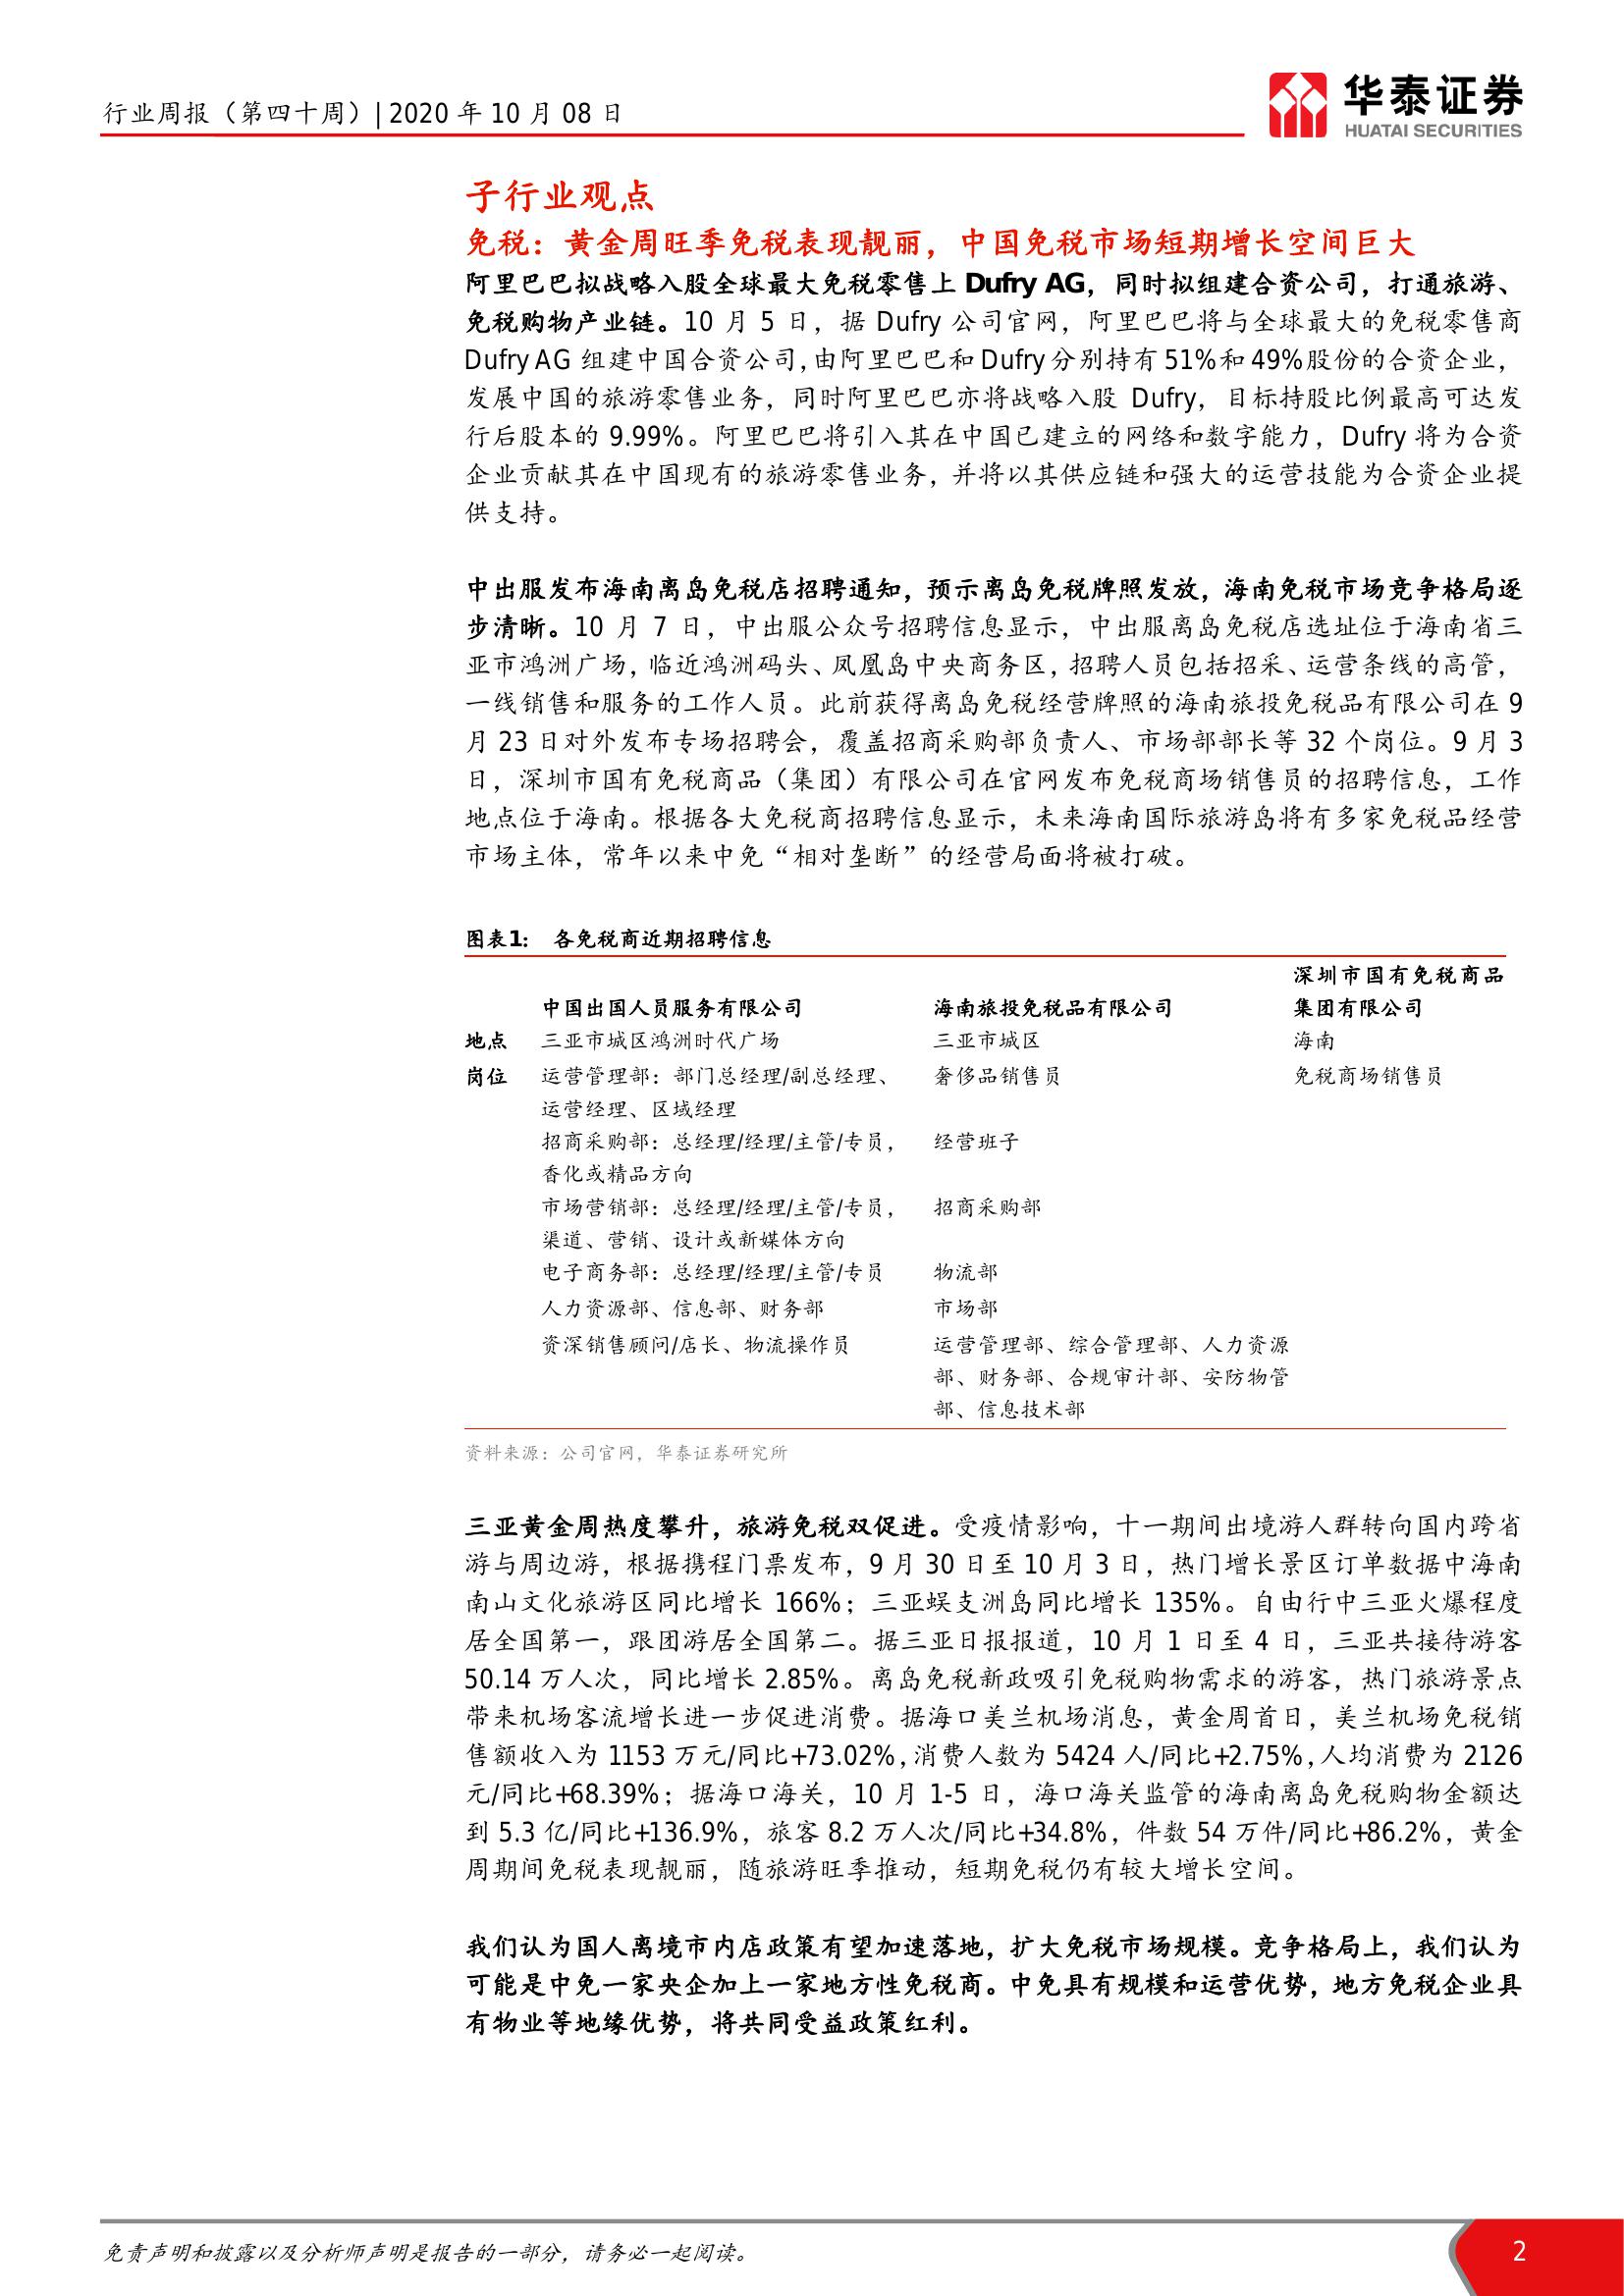 行业周报（第四十周）| 2020 年 10 月 08 日
华泰证券
HUATAI SECURITIES
子行业观点
免税：黄金周旺季免税表现靓丽，中国免税市场短期增长空间巨大
阿里巴巴拟战略入股全球最大免税零售上 Dufry AG，同时拟组建合资公司，打通旅游、
免税购物产业链。10 月 5 日，据 Dufry 公司官网，阿里巴巴将与全球最大的免税零售商
Dufry AG 组建中国合资公司，由阿里巴巴和 Dufry 分别持有 51%和 49%股份的合资企业，
发展中国的旅游零售业务，同时阿里巴巴亦将战略入股 Dufry，目标持股比例最高可达发
行后股本的 9.99%。阿里巴巴将引入其在中国已建立的网络和数字能力，Dufry 将为合资
企业贡献其在中国现有的旅游零售业务，并将以其供应链和强大的运营技能为合资企业提
供支持。
中出服发布海南离岛免税店招聘通知，预示离岛免税牌照发放，海南免税市场竞争格局逐
步清晰。10 月 7 日，中出服公众号招聘信息显示，中出服离岛免税店选址位于海南省三
亚市鸿洲广场，临近鸿洲码头、凤凰岛中央商务区，招聘人员包括招采、运营条线的高管，
一线销售和服务的工作人员。此前获得离岛免税经营牌照的海南旅投免税品有限公司在 9
月 23 日对外发布专场招聘会，覆盖招商采购部负责人、市场部部长等 32 个岗位。9 月 3
日，深圳市国有免税商品（集团）有限公司在官网发布免税商场销售员的招聘信息，工作
地点位于海南。根据各大免税商招聘信息显示，未来海南国际旅游岛将有多家免税品经营
市场主体，常年以来中免“相对垄断”的经营局面将被打破。
图表1： 各免税商近期招聘信息
深圳市国有免税商品
中国出国人员服务有限公司 海南旅投免税品有限公司 集团有限公司
地点 三亚市城区鸿洲时代广场 三亚市城区 海南
岗位 运营管理部：部门总经理/副总经理、 奢侈品销售员 免税商场销售员
运营经理、区域经理
招商采购部：总经理/经理/主管/专员， 经营班子
香化或精品方向
市场营销部：总经理/经理/主管/专员， 招商采购部
渠道、营销、设计或新媒体方向
电子商务部：总经理/经理/主管/专员 物流部
人力资源部、信息部、财务部 市场部
资深销售顾问/店长、物流操作员 运营管理部、综合管理部、人力资源
部、财务部、合规审计部、安防物管
部、信息技术部
资料来源：公司官网，华泰证券研究所
三亚黄金周热度攀升，旅游免税双促进。受疫情影响，十一期间出境游人群转向国内跨省
游与周边游，根据携程门票发布，9 月 30 日至 10 月 3 日，热门增长景区订单数据中海南
南山文化旅游区同比增长 166%；三亚蜈支洲岛同比增长 135%。自由行中三亚火爆程度
居全国第一，跟团游居全国第二。据三亚日报报道，10 月 1 日至 4 日，三亚共接待游客
50.14 万人次，同比增长 2.85%。离岛免税新政吸引免税购物需求的游客，热门旅游景点
带来机场客流增长进一步促进消费。据海口美兰机场消息，黄金周首日，美兰机场免税销
售额收入为 1153 万元/同比+73.02%，消费人数为 5424 人/同比+2.75%，人均消费为 2126
元/同比+68.39%；据海口海关，10 月 1-5 日，海口海关监管的海南离岛免税购物金额达
到 5.3 亿/同比+136.9%，旅客 8.2 万人次/同比+34.8%，件数 54 万件/同比+86.2%，黄金
周期间免税表现靓丽，随旅游旺季推动，短期免税仍有较大增长空间。
我们认为国人离境市内店政策有望加速落地，扩大免税市场规模。竞争格局上，我们认为
可能是中免一家央企加上一家地方性免税商。中免具有规模和运营优势，地方免税企业具
有物业等地缘优势，将共同受益政策红利。
免责声明和披露以及分析师声明是报告的一部分，请务必一起阅读。
2